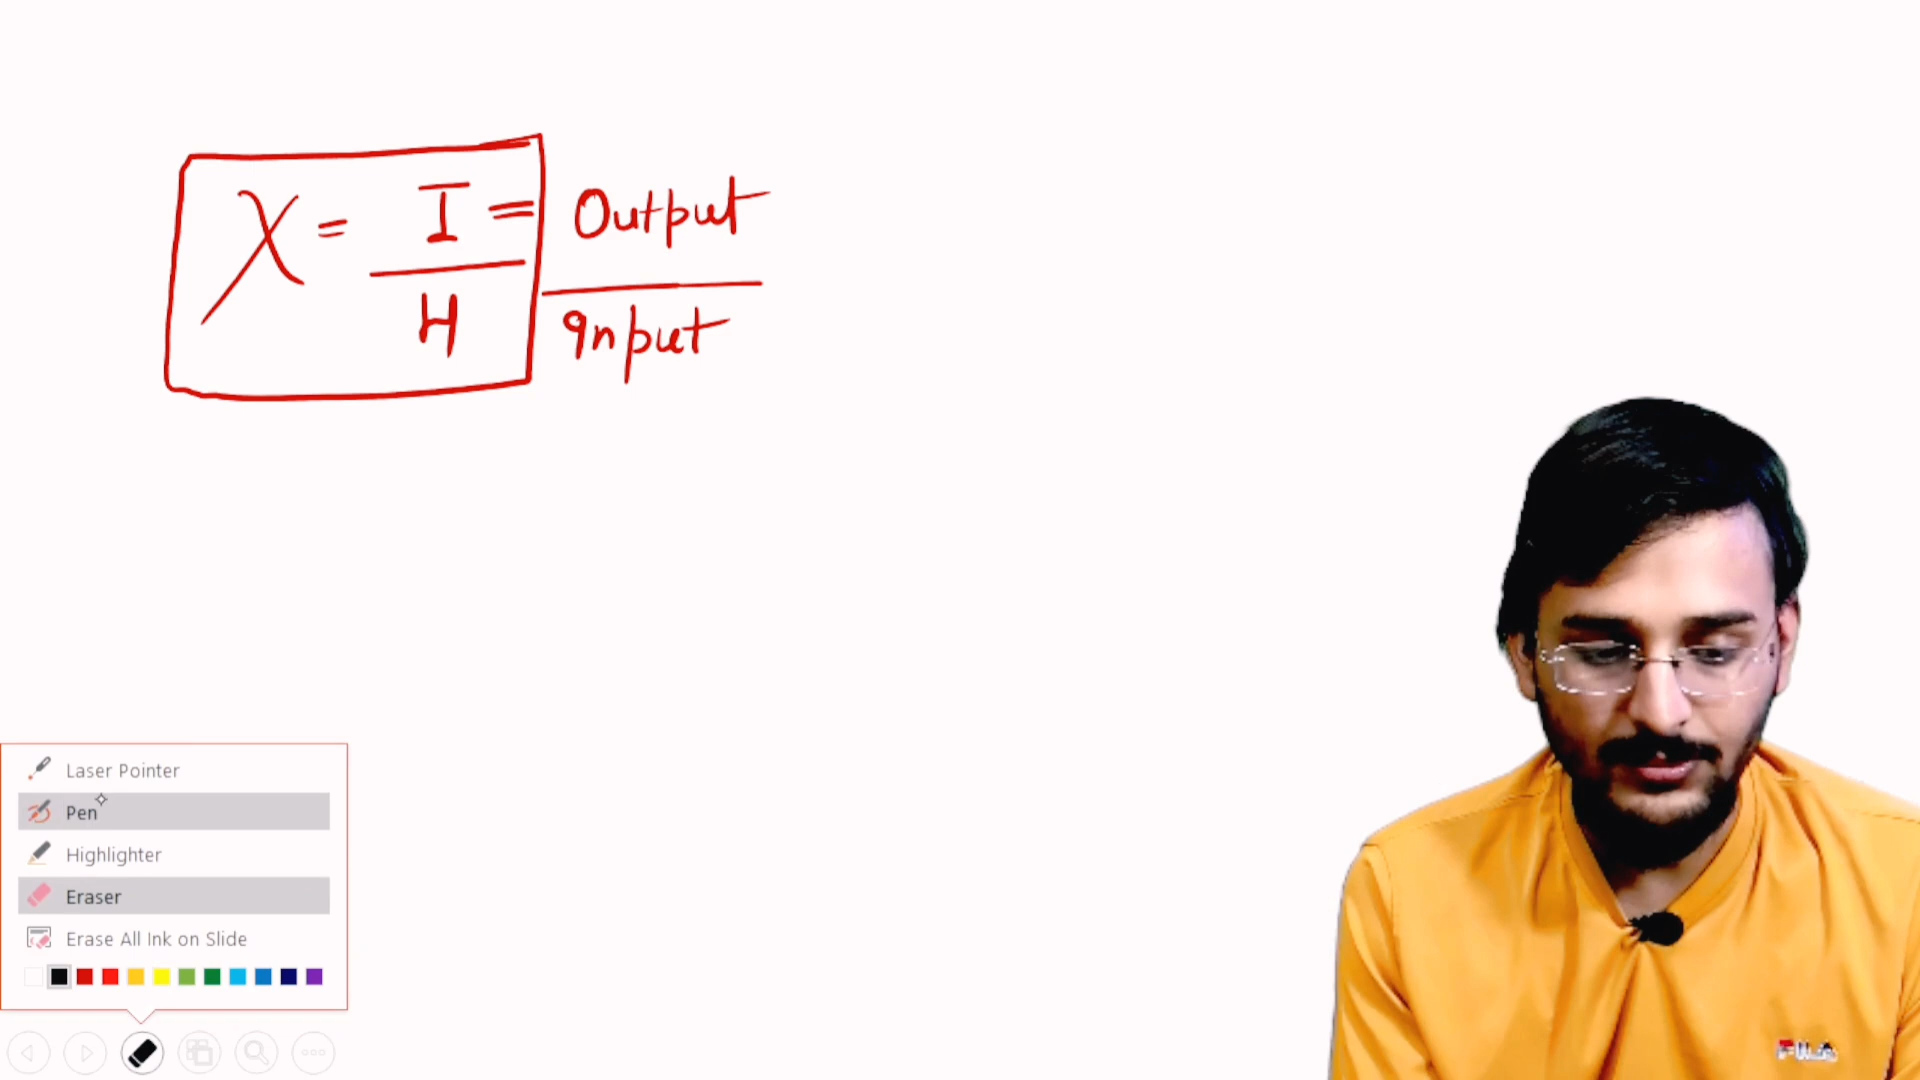 χ = I / H = Output / Input
Laser Pointer
Pen
Highlighter
Eraser
Erase All Ink on Slide
FILA